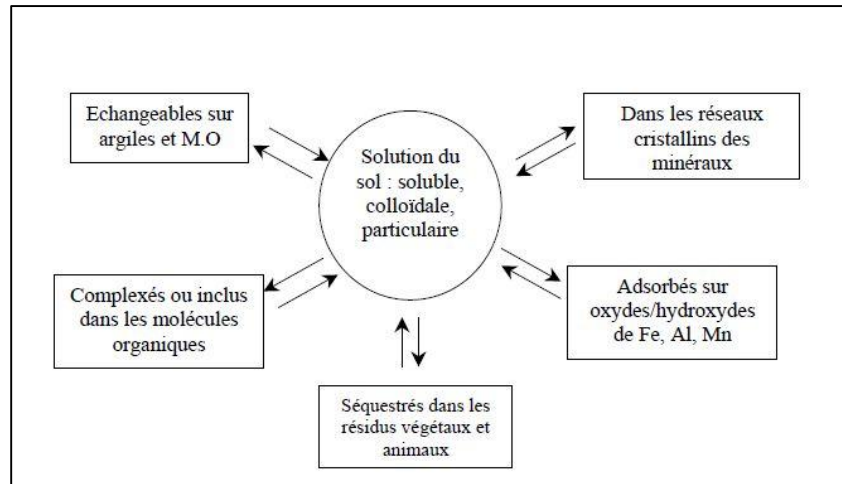 Echangeables sur
argiles et M.O
Dans les réseaux
cristallins des
minéraux
Solution du
sol : soluble,
colloïdale,
particulaire
Complexés ou inclus
dans les molécules
organiques
Adsorbés sur
oxydes/hydroxydes
de Fe, Al, Mn
Séquestrés dans les
résidus végétaux et
animaux